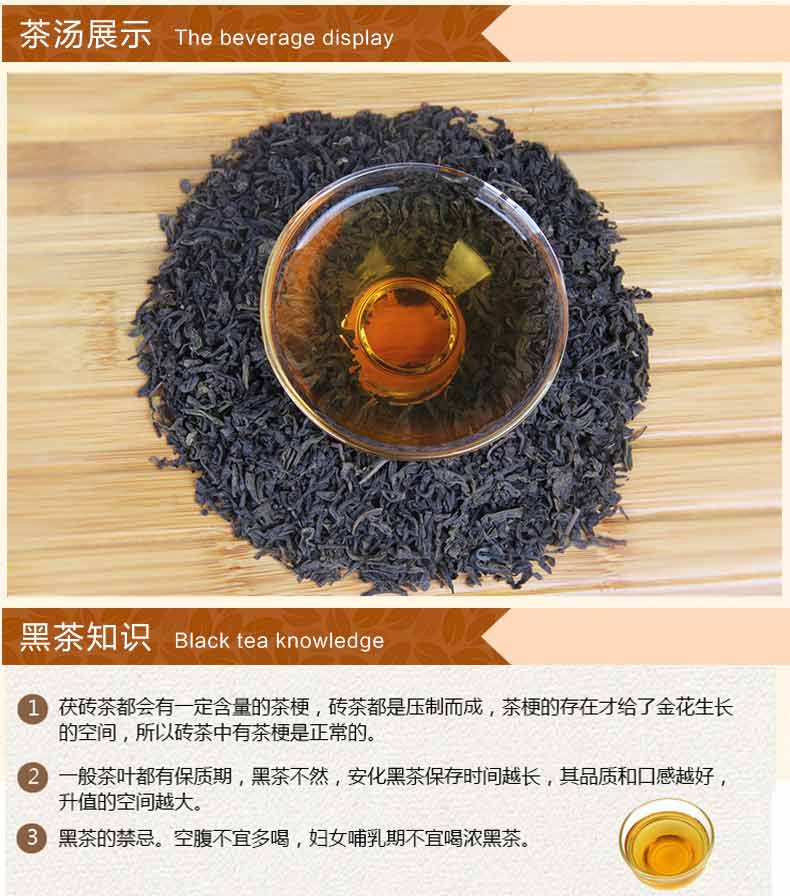 茶汤展示 The beverage display
黑茶知识 Black tea knowledge
1 茯砖茶都会有一定含量的茶梗，砖茶都是压制而成，茶梗的存在才给了金花生长
的空间，所以砖茶中有茶梗是正常的。
2 一般茶叶都有保质期，黑茶不然，安化黑茶保存时间越长，其品质和口感越好，
升值的空间越大。
3 黑茶的禁忌。空腹不宜多喝，妇女哺乳期不宜喝浓黑茶。